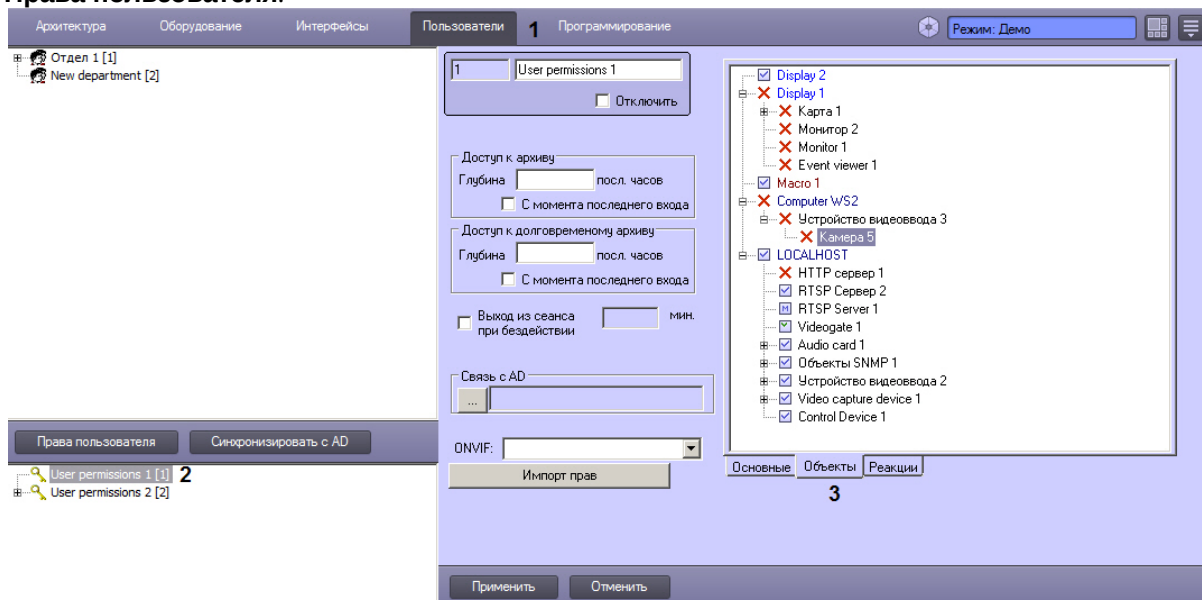 Права пользователя.
Архитектура Оборудование Интерфейсы Пользователи 1 Программирование Режим: Демо
Отдел 1 [1]
New department [2]
Права пользователя Синхронизировать с AD
User permissions 1 [1] 2
User permissions 2 [2]
1 User permissions 1
Отключить
Доступ к архиву
Глубина посл. часов
С момента последнего входа
Доступ к долговременому архиву
Глубина посл. часов
С момента последнего входа
Выход из сеанса мин.
при бездействии
Связь с AD
...
ONVIF:
Импорт прав
Display 2
Display 1
Карта 1
Монитор 2
Monitor 1
Event viewer 1
Macro 1
Computer WS2
Устройство видеоввода 3
Камера 5
LOCALHOST
HTTP сервер 1
RTSP Сервер 2
RTSP Server 1
Videogate 1
Audio card 1
Объекты SNMP 1
Устройство видеоввода 2
Video capture device 1
Control Device 1
Основные Объекты Реакции
3
Применить Отменить